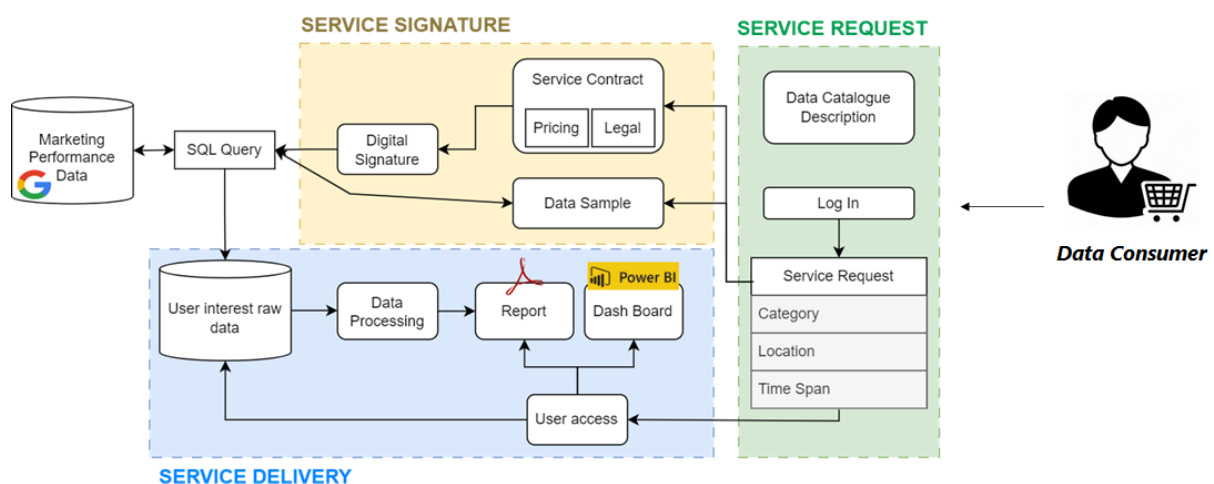 SERVICE SIGNATURE
SERVICE REQUEST
Service Contract
Pricing
Legal
Data Catalogue
Description
Marketing
Performance
Data
G
SQL Query
Digital
Signature
Data Sample
Log In
Data Consumer
Service Request
Category
Location
Time Span
User interest raw
data
Data
Processing
Report
Power BI
Dash Board
User access
SERVICE DELIVERY